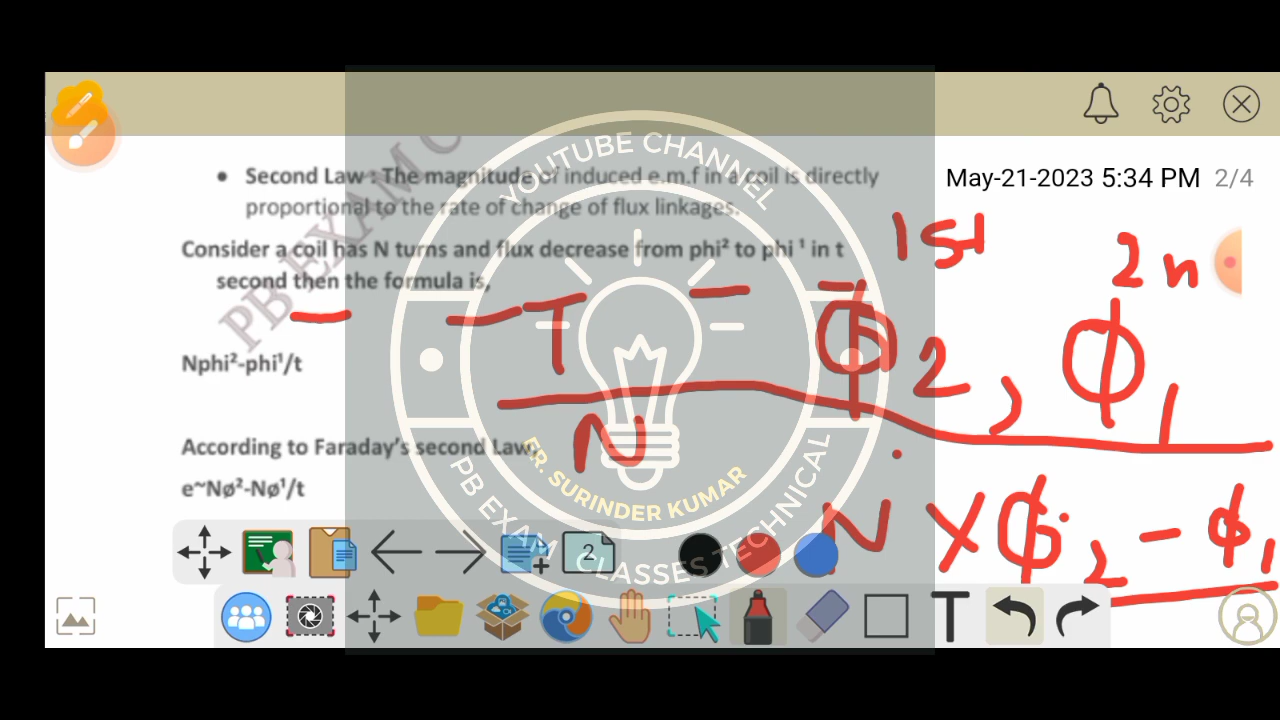 May-21-2023 5:34 PM 2/4
• Second Law : The magnitude of induced e.m.f in a coil is directly
proportional to the rate of change of flux linkages.
Consider a coil has N turns and flux decrease from phi² to phi ¹ in t
second then the formula is,
Nphi²-phi¹/t
According to Faraday's second Law,
e~Nø²-Nø¹/t
1st 2n
T ϕ2, ϕ1
N
N × ϕ2 - ϕ1
2
T
YOUTUBE CHANNEL
ER. SURINDER KUMAR
PB EXAM CLASSES TECHNICAL
PB EXAM C